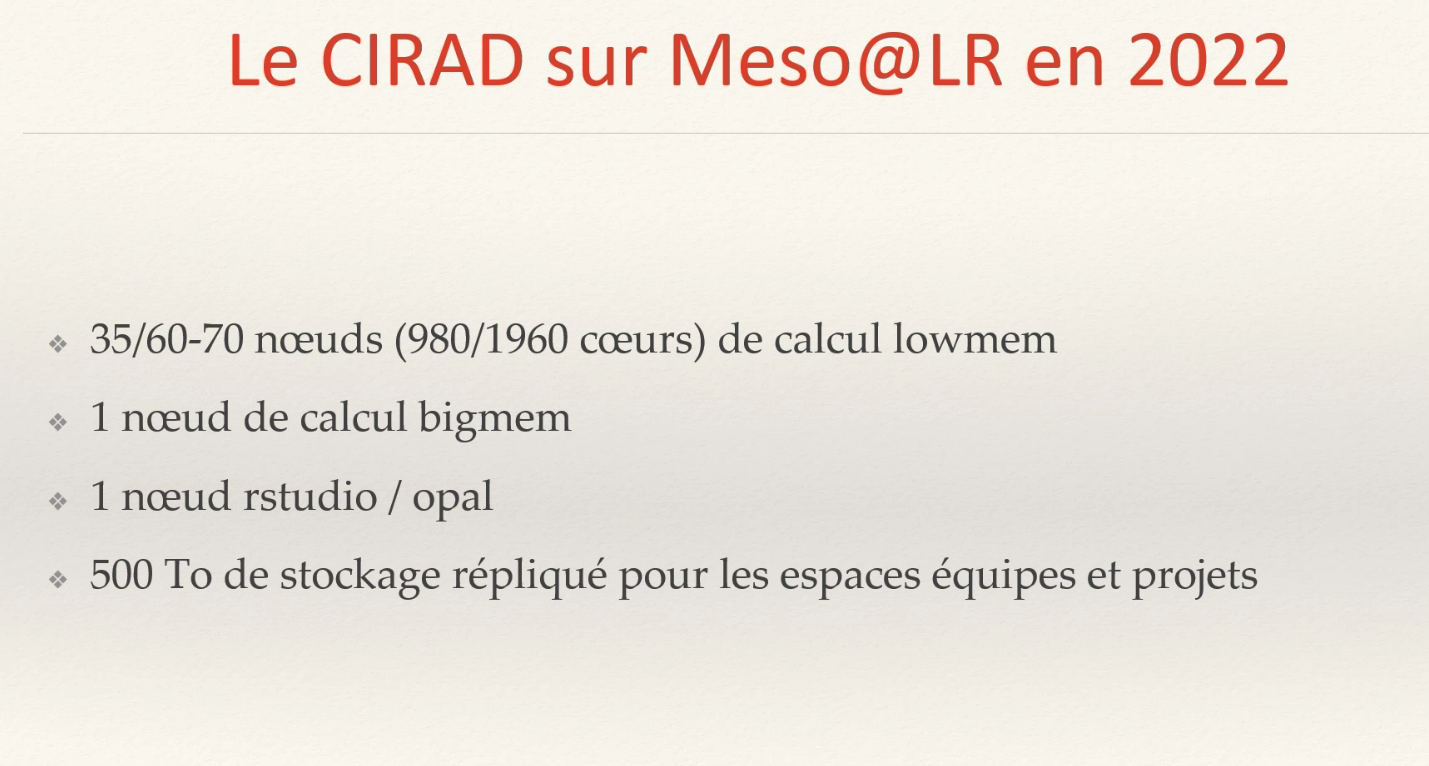 Le CIRAD sur Meso@LR en 2022
❖ 35/60-70 nœuds (980/1960 cœurs) de calcul lowmem
❖ 1 nœud de calcul bigmem
❖ 1 nœud rstudio / opal
❖ 500 To de stockage répliqué pour les espaces équipes et projets